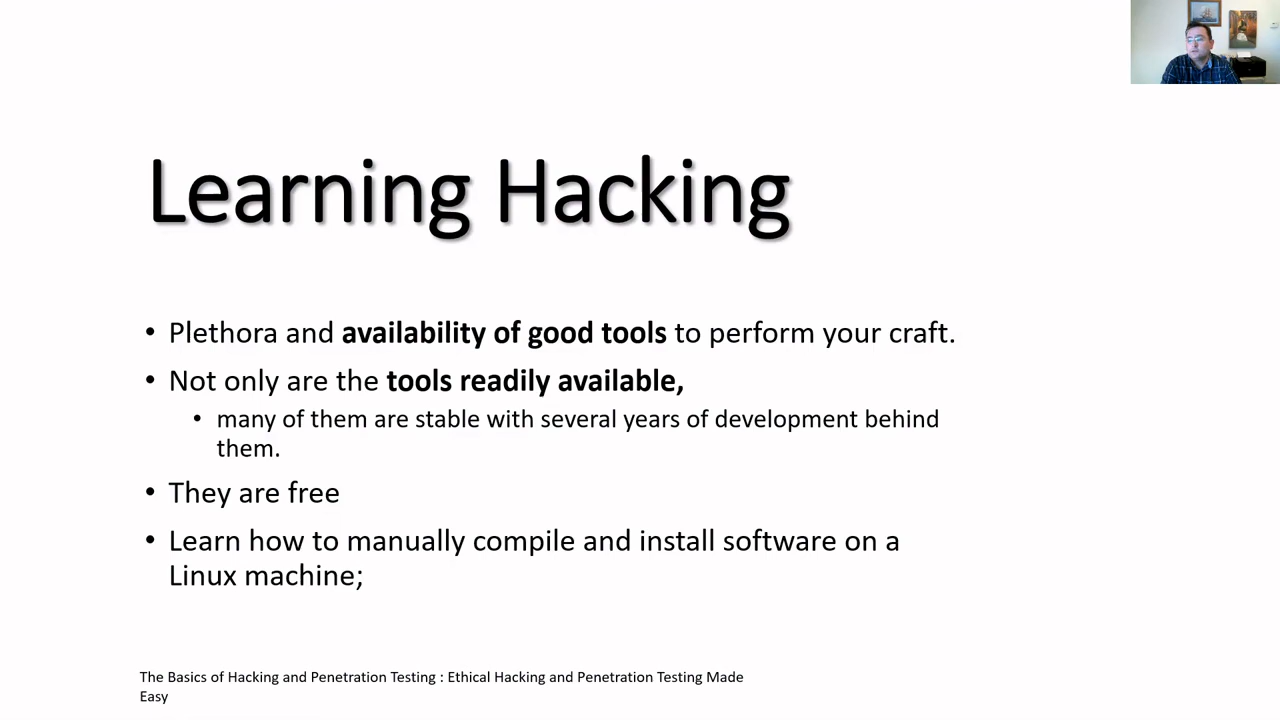 Learning Hacking
• Plethora and availability of good tools to perform your craft.
• Not only are the tools readily available,
• many of them are stable with several years of development behind
them.
• They are free
• Learn how to manually compile and install software on a
Linux machine;
The Basics of Hacking and Penetration Testing : Ethical Hacking and Penetration Testing Made
Easy